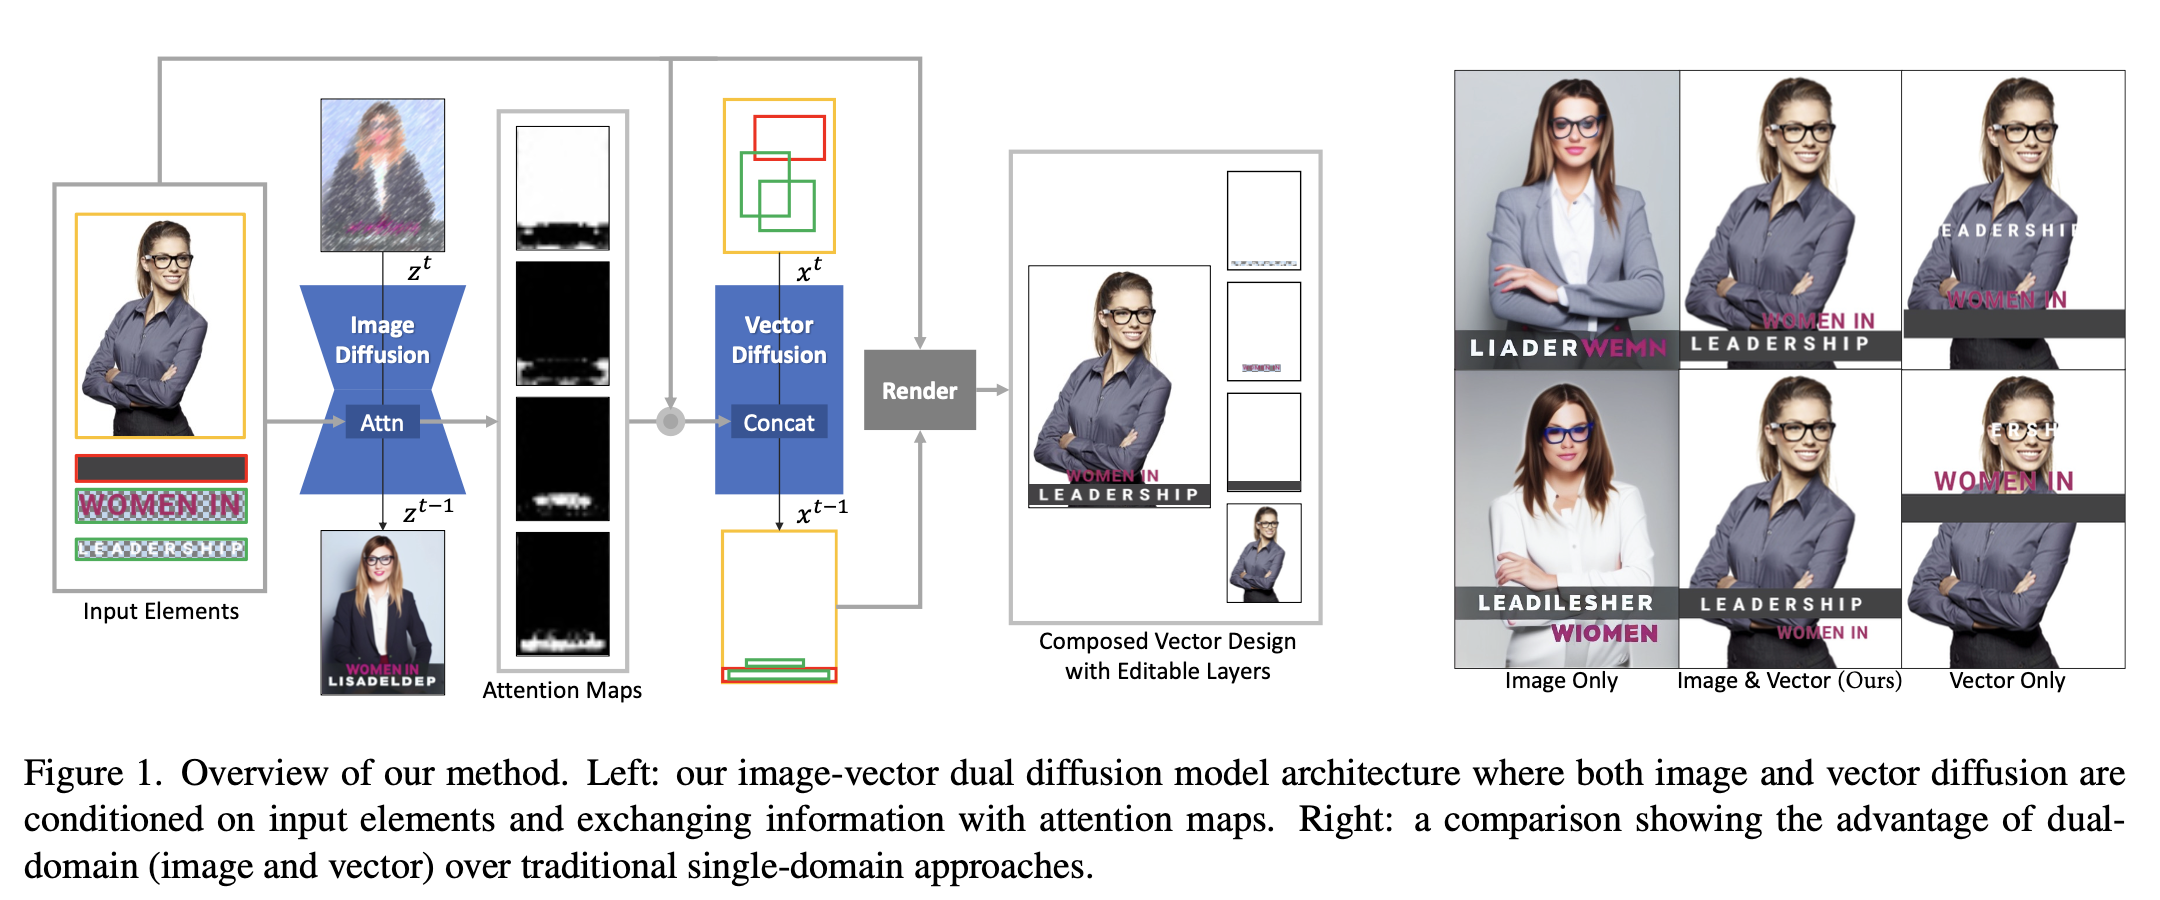 WOMEN IN
LEADERSHIP
Input Elements
z^t
Image
Diffusion
Attn
z^{t-1}
WOMEN IN
LISADELDEP
Attention Maps
x^t
Vector
Diffusion
Concat
x^{t-1}
Render
WOMEN IN
LEADERSHIP
Composed Vector Design
with Editable Layers
LIADERWEMN
WOMEN IN
LEADERSHIP
EADERSHI
WOMEN IN
LEADILESHER
WIOMEN
LEADERSHIP
WOMEN IN
ERSH
WOMEN IN
Image Only
Image & Vector (Ours)
Vector Only
Figure 1. Overview of our method. Left: our image-vector dual diffusion model architecture where both image and vector diffusion are
conditioned on input elements and exchanging information with attention maps. Right: a comparison showing the advantage of dual-
domain (image and vector) over traditional single-domain approaches.